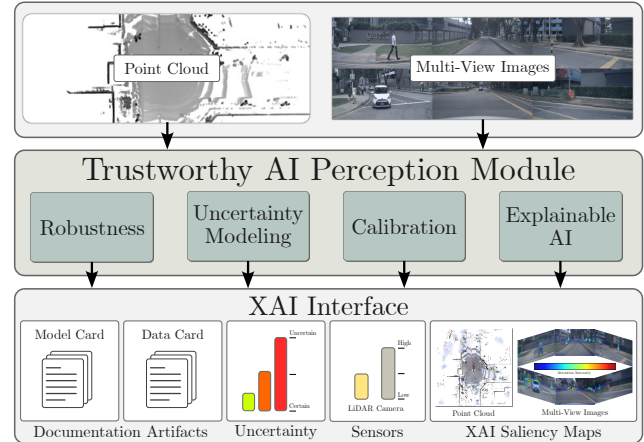 Point Cloud
Multi-View Images
Trustworthy AI Perception Module
Robustness
Uncertainty
Modeling
Calibration
Explainable
AI
XAI Interface
Model Card
Data Card
Uncertain
Certain
High
Low
LiDAR Camera
Attention Intensity
Point Cloud
Multi-View Images
Documentation Artifacts
Uncertainty
Sensors
XAI Saliency Maps